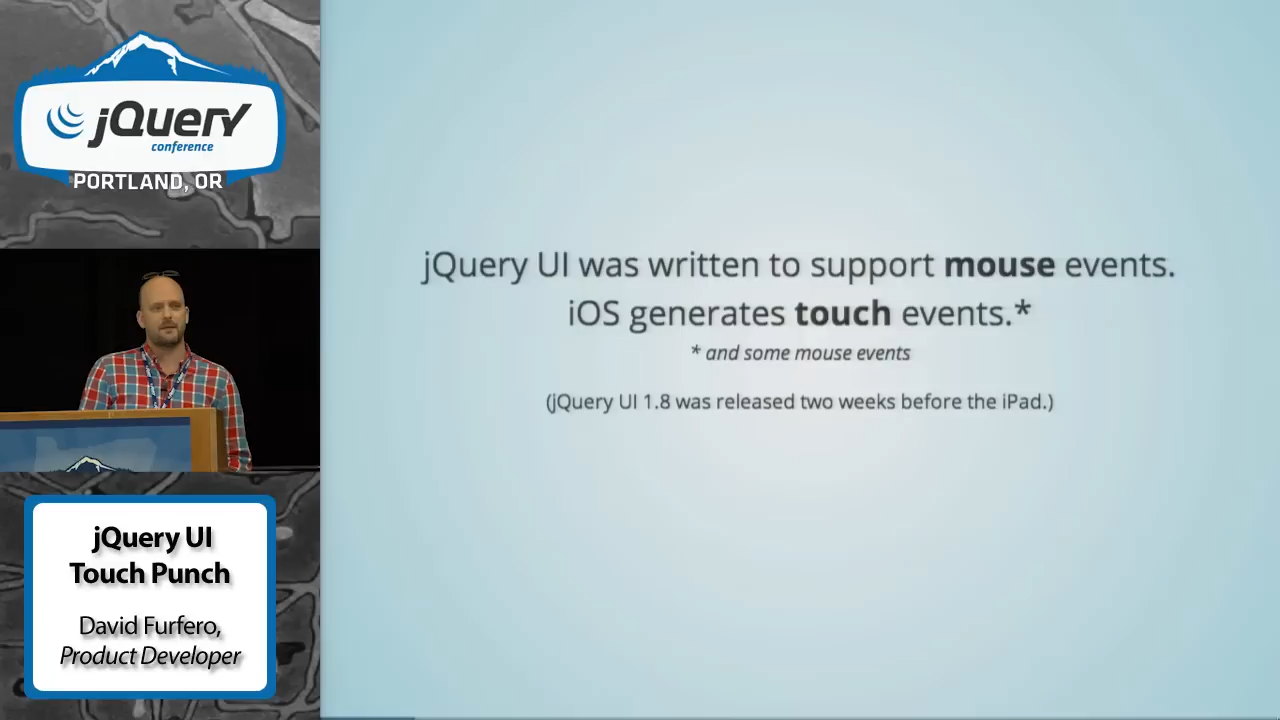 jQuery
conference
PORTLAND, OR
jQuery UI was written to support mouse events.
iOS generates touch events.*
* and some mouse events
(jQuery UI 1.8 was released two weeks before the iPad.)
jQuery UI
Touch Punch
David Furfero,
Product Developer